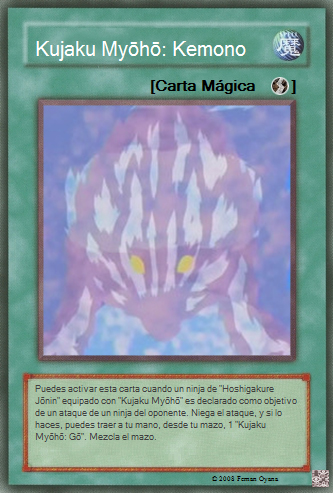 Kujaku Myōhō: Kemono
魔
[Carta Mágica ]
Puedes activar esta carta cuando un ninja de "Hoshigakure
Jōnin" equipado con "Kujaku Myōhō" es declarado como objetivo
de un ataque de un ninja del oponente. Niega el ataque, y si lo
haces, puedes traer a tu mano, desde tu mazo, 1 "Kujaku
Myōhō: Gō". Mezcla el mazo.
©2008 Fernan Oyana